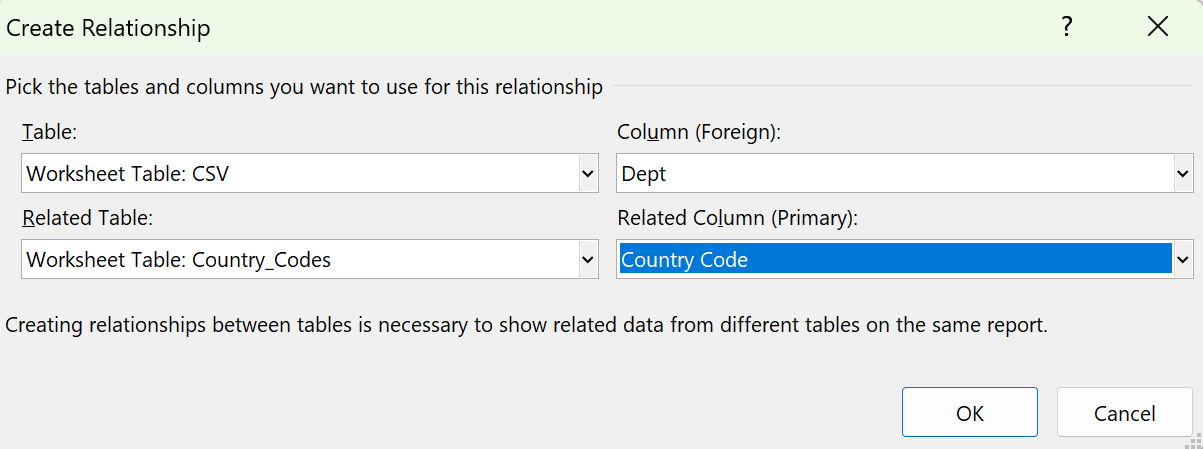 Create Relationship
?
Pick the tables and columns you want to use for this relationship
Table:
Column (Foreign):
Worksheet Table: CSV
Dept
Related Table:
Related Column (Primary):
Worksheet Table: Country_Codes
Country Code
Creating relationships between tables is necessary to show related data from different tables on the same report.
OK
Cancel